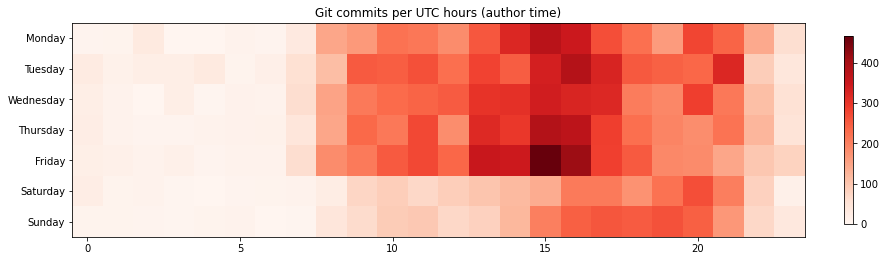 Git commits per UTC hours (author time)
Monday
Tuesday
Wednesday
Thursday
Friday
Saturday
Sunday
0 5 10 15 20
400
300
200
100
0